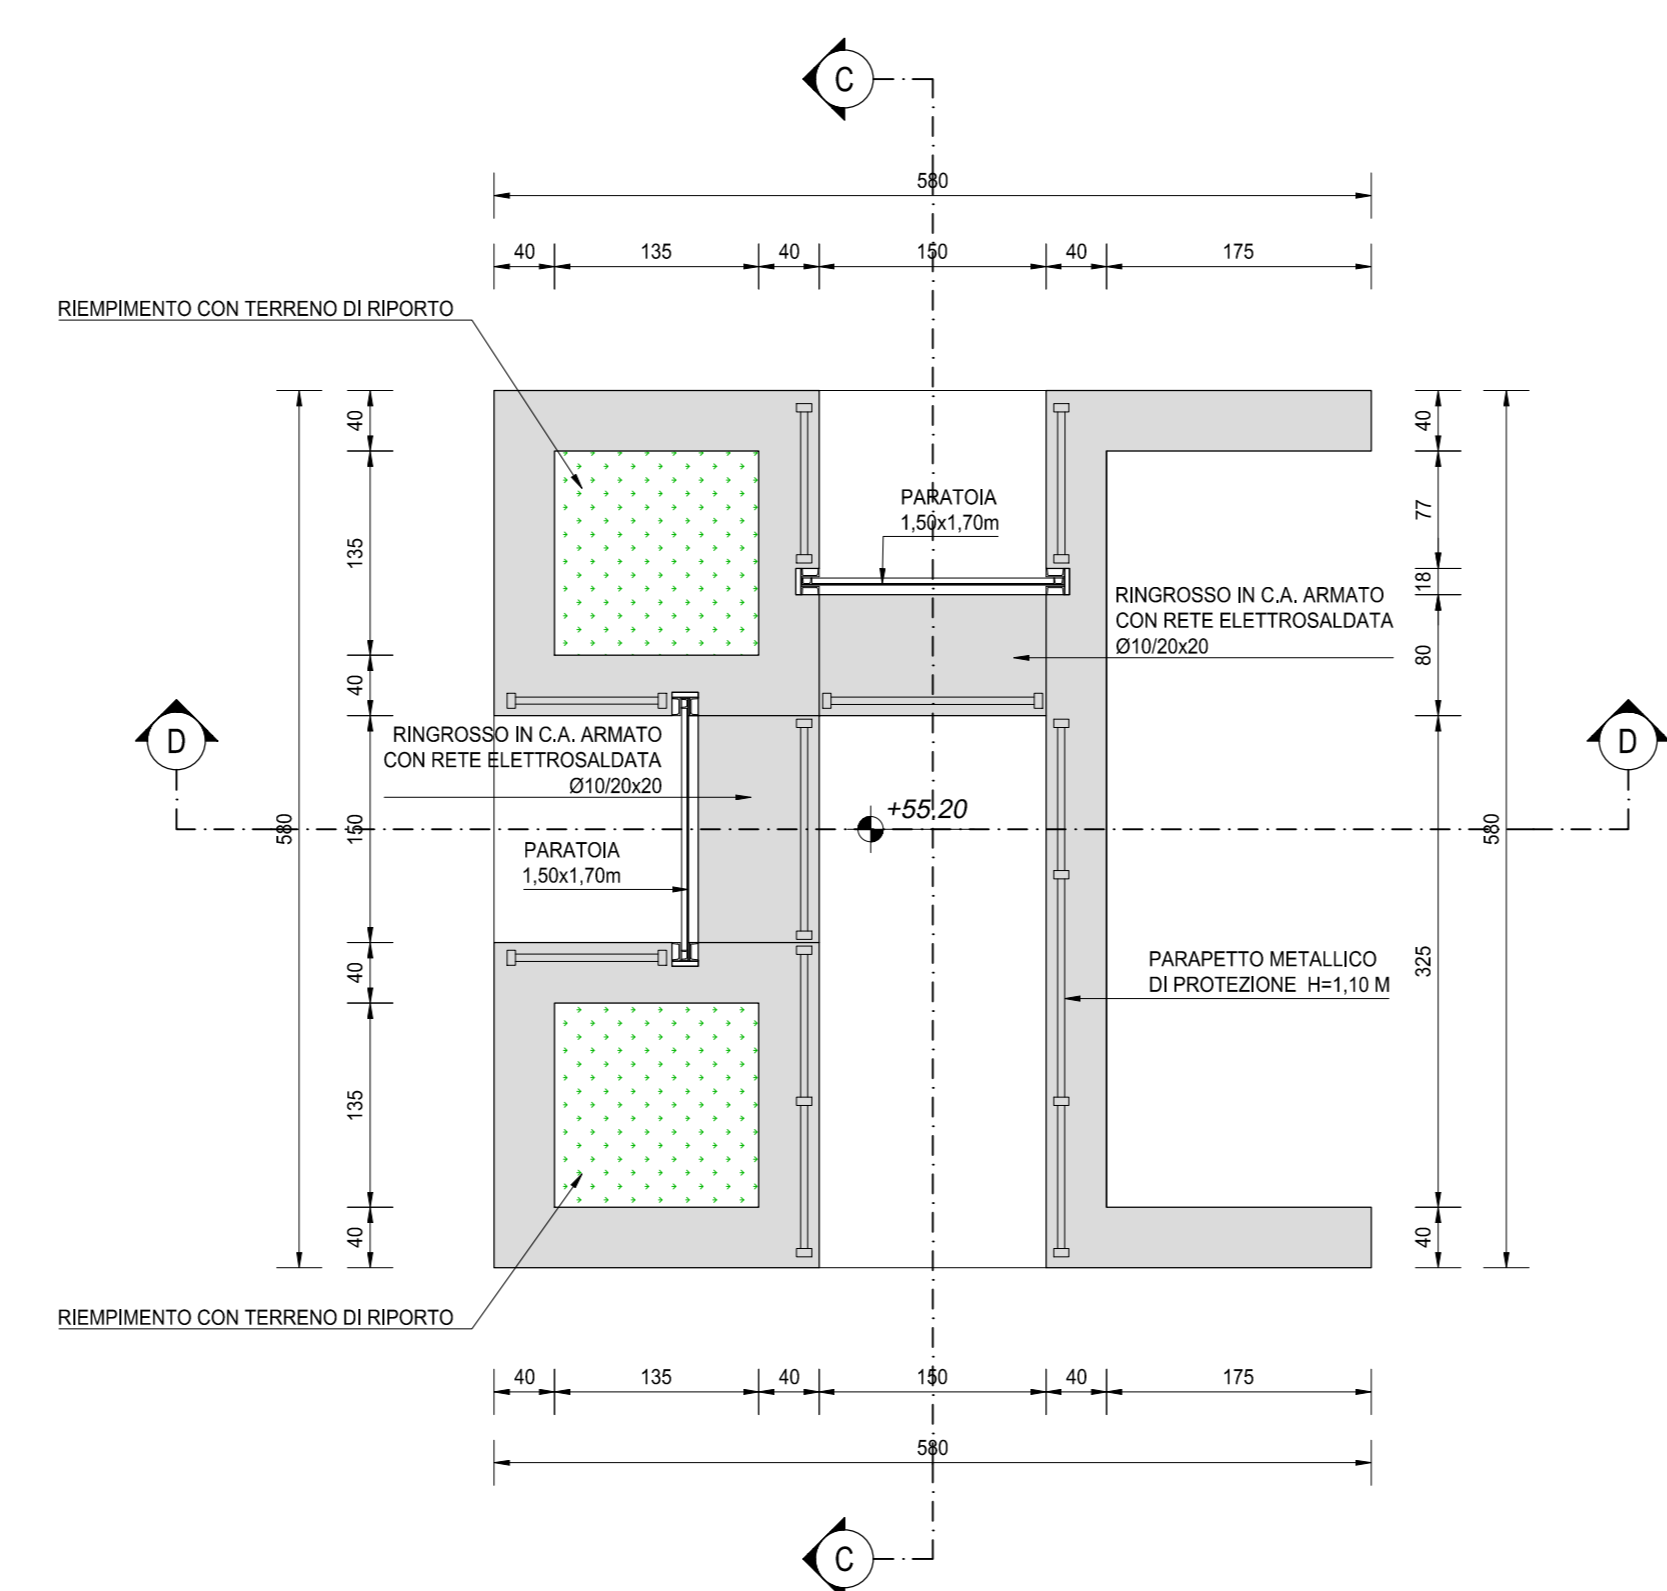 C
580
40 135 40 150 40 175
RIEMPIMENTO CON TERRENO DI RIPORTO
40
40
135
77
PARATOIA
1,50x1,70m
18
RINGROSSO IN C.A. ARMATO
CON RETE ELETTROSALDATA
Ø10/20x20
80
40
D
D
RINGROSSO IN C.A. ARMATO
CON RETE ELETTROSALDATA
Ø10/20x20
+55,20
580
150
580
PARATOIA
1,50x1,70m
PARAPETTO METALLICO
DI PROTEZIONE H=1,10 M
325
40
135
40
40
RIEMPIMENTO CON TERRENO DI RIPORTO
40 135 40 150 40 175
580
C